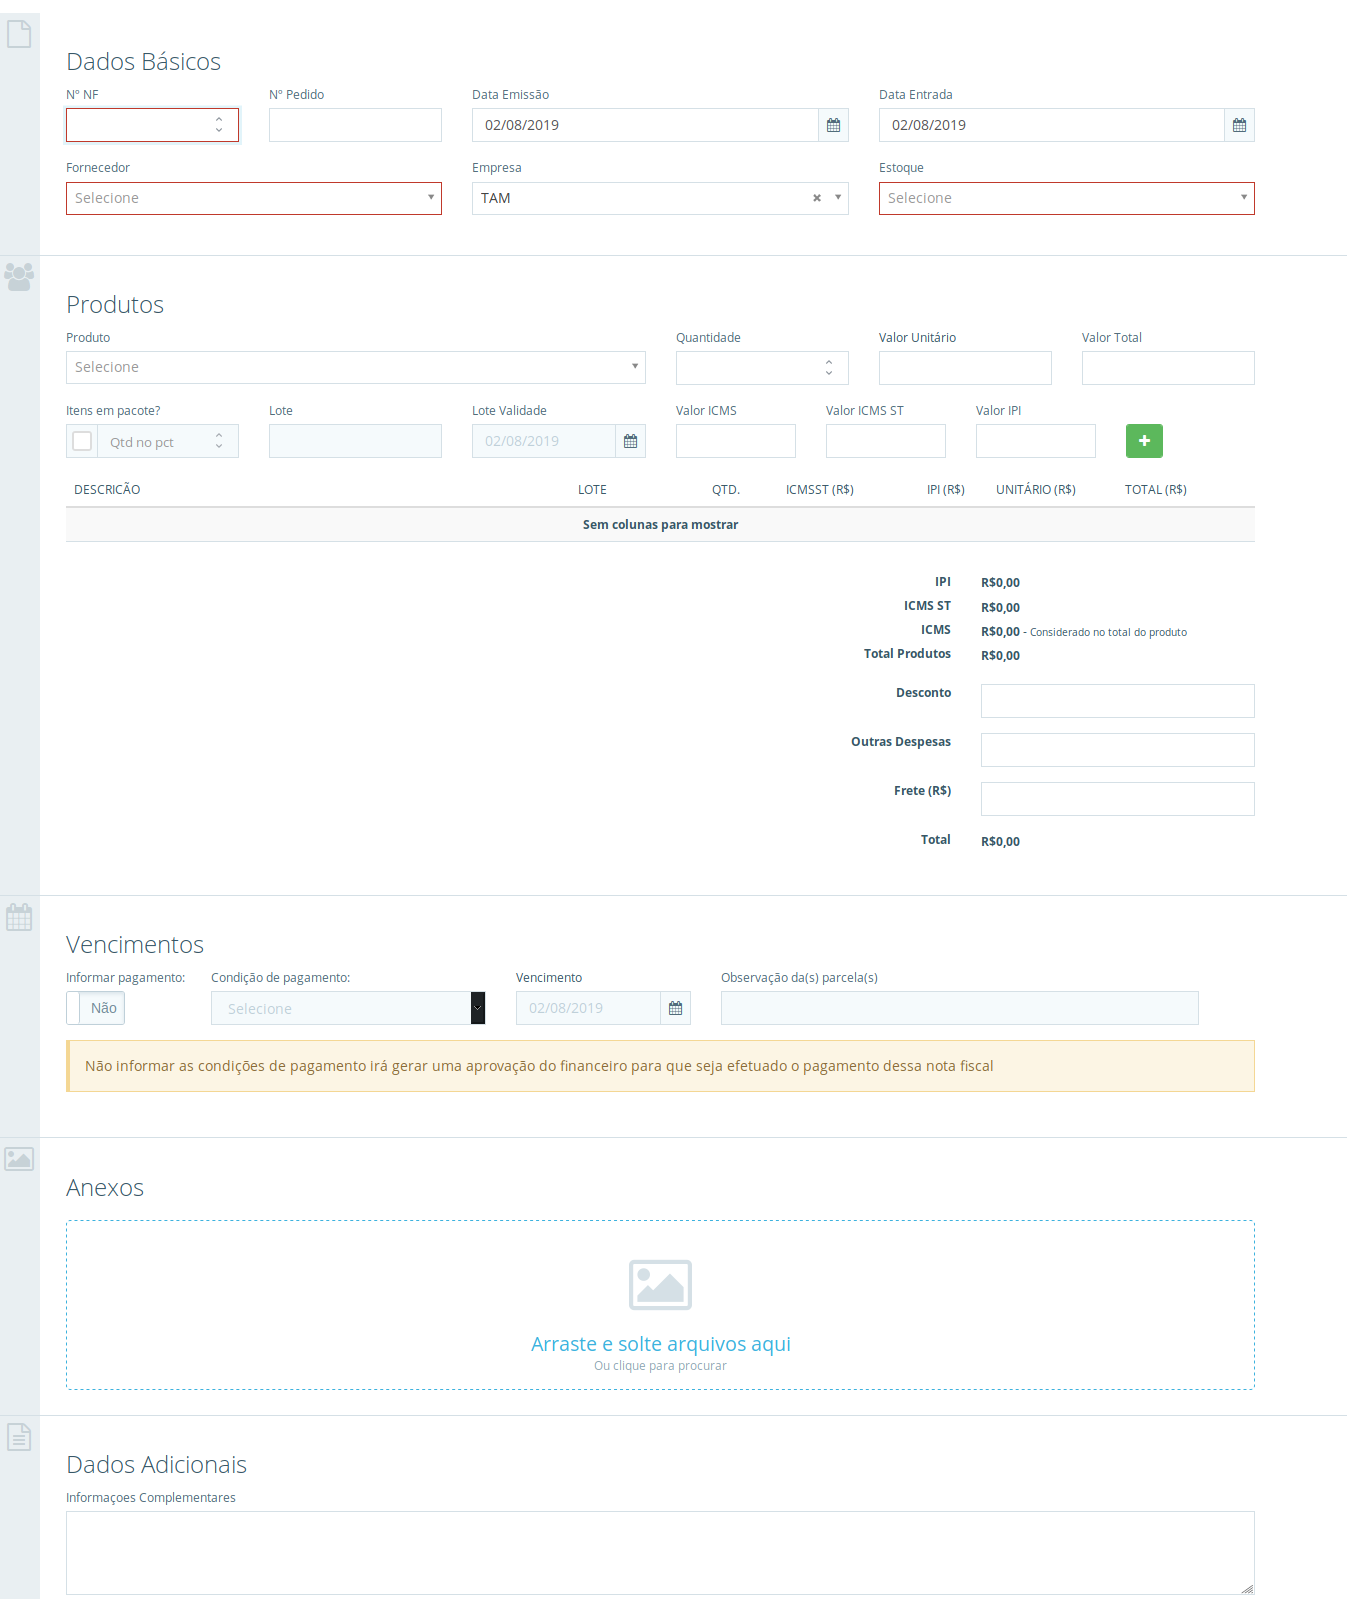 Dados Básicos
Nº NF Nº Pedido Data Emissão Data Entrada
02/08/2019 02/08/2019
Fornecedor Empresa Estoque
Selecione TAM Selecione
Produtos
Produto Quantidade Valor Unitário Valor Total
Selecione
Itens em pacote? Lote Lote Validade Valor ICMS Valor ICMS ST Valor IPI
Qtd no pct 02/08/2019
DESCRICÃO LOTE QTD. ICMSST (R$) IPI (R$) UNITÁRIO (R$) TOTAL (R$)
Sem colunas para mostrar
IPI R$0,00
ICMS ST R$0,00
ICMS R$0,00 - Considerado no total do produto
Total Produtos R$0,00
Desconto
Outras Despesas
Frete (R$)
Total R$0,00
Vencimentos
Informar pagamento: Condição de pagamento: Vencimento Observação da(s) parcela(s)
Não Selecione 02/08/2019
Não informar as condições de pagamento irá gerar uma aprovação do financeiro para que seja efetuado o pagamento dessa nota fiscal
Anexos
Arraste e solte arquivos aqui
Ou clique para procurar
Dados Adicionais
Informaçoes Complementares